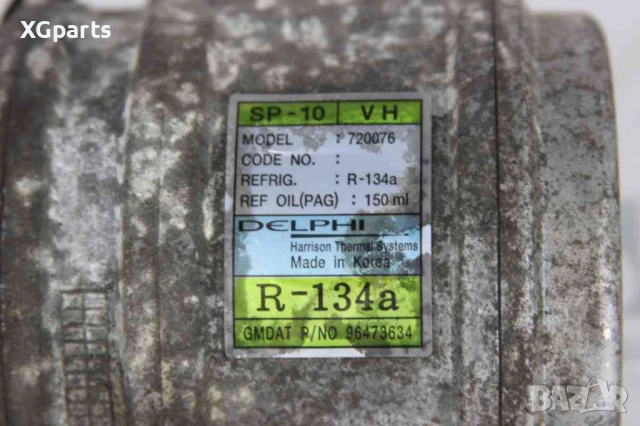 XGparts
SP-10 VH
MODEL : 720076
CODE NO. :
REFRIG. : R-134a
REF OIL(PAG) : 150 ml
DELPHI
Harrison Thermal Systems
Made in Korea
R-134a
GMDAT P/NO 96473634
BAZAR